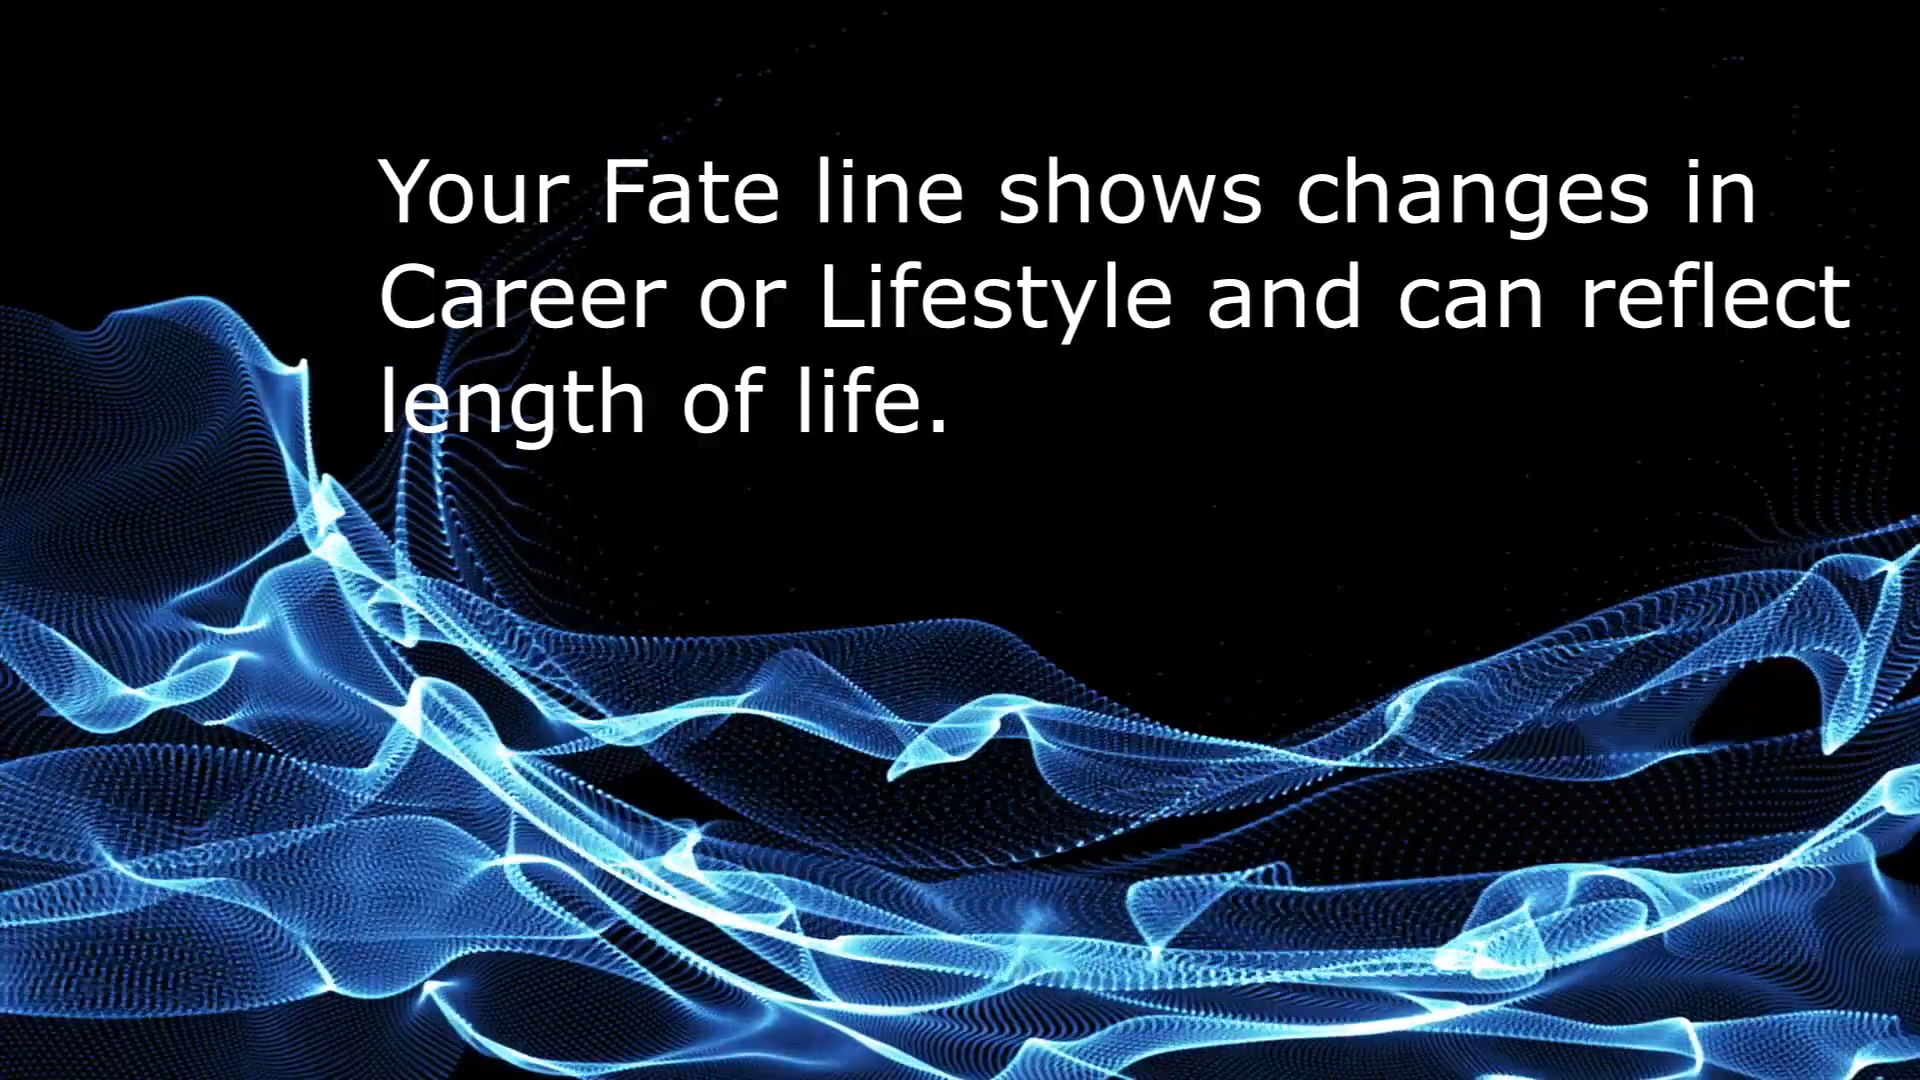 Your Fate line shows changes in
Career or Lifestyle and can reflect
length of life.